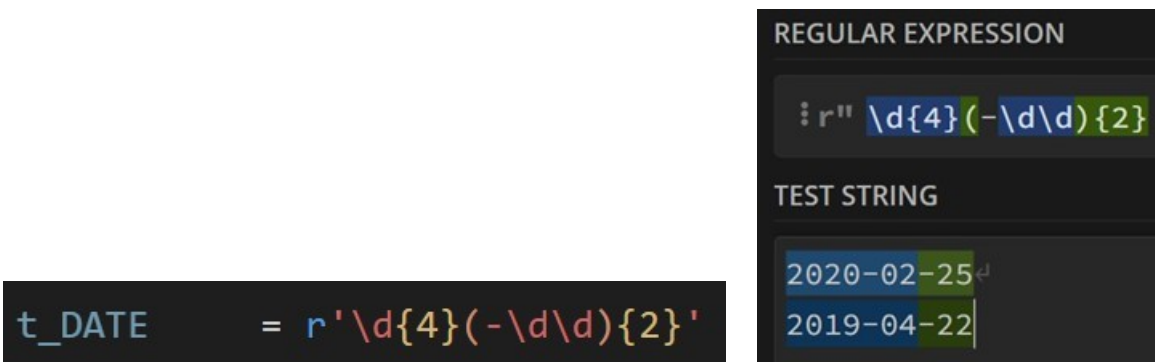 t_DATE = r'\d{4}(-\d\d){2}'
REGULAR EXPRESSION
r" \d{4}(-\d\d){2}
TEST STRING
2020-02-25
2019-04-22